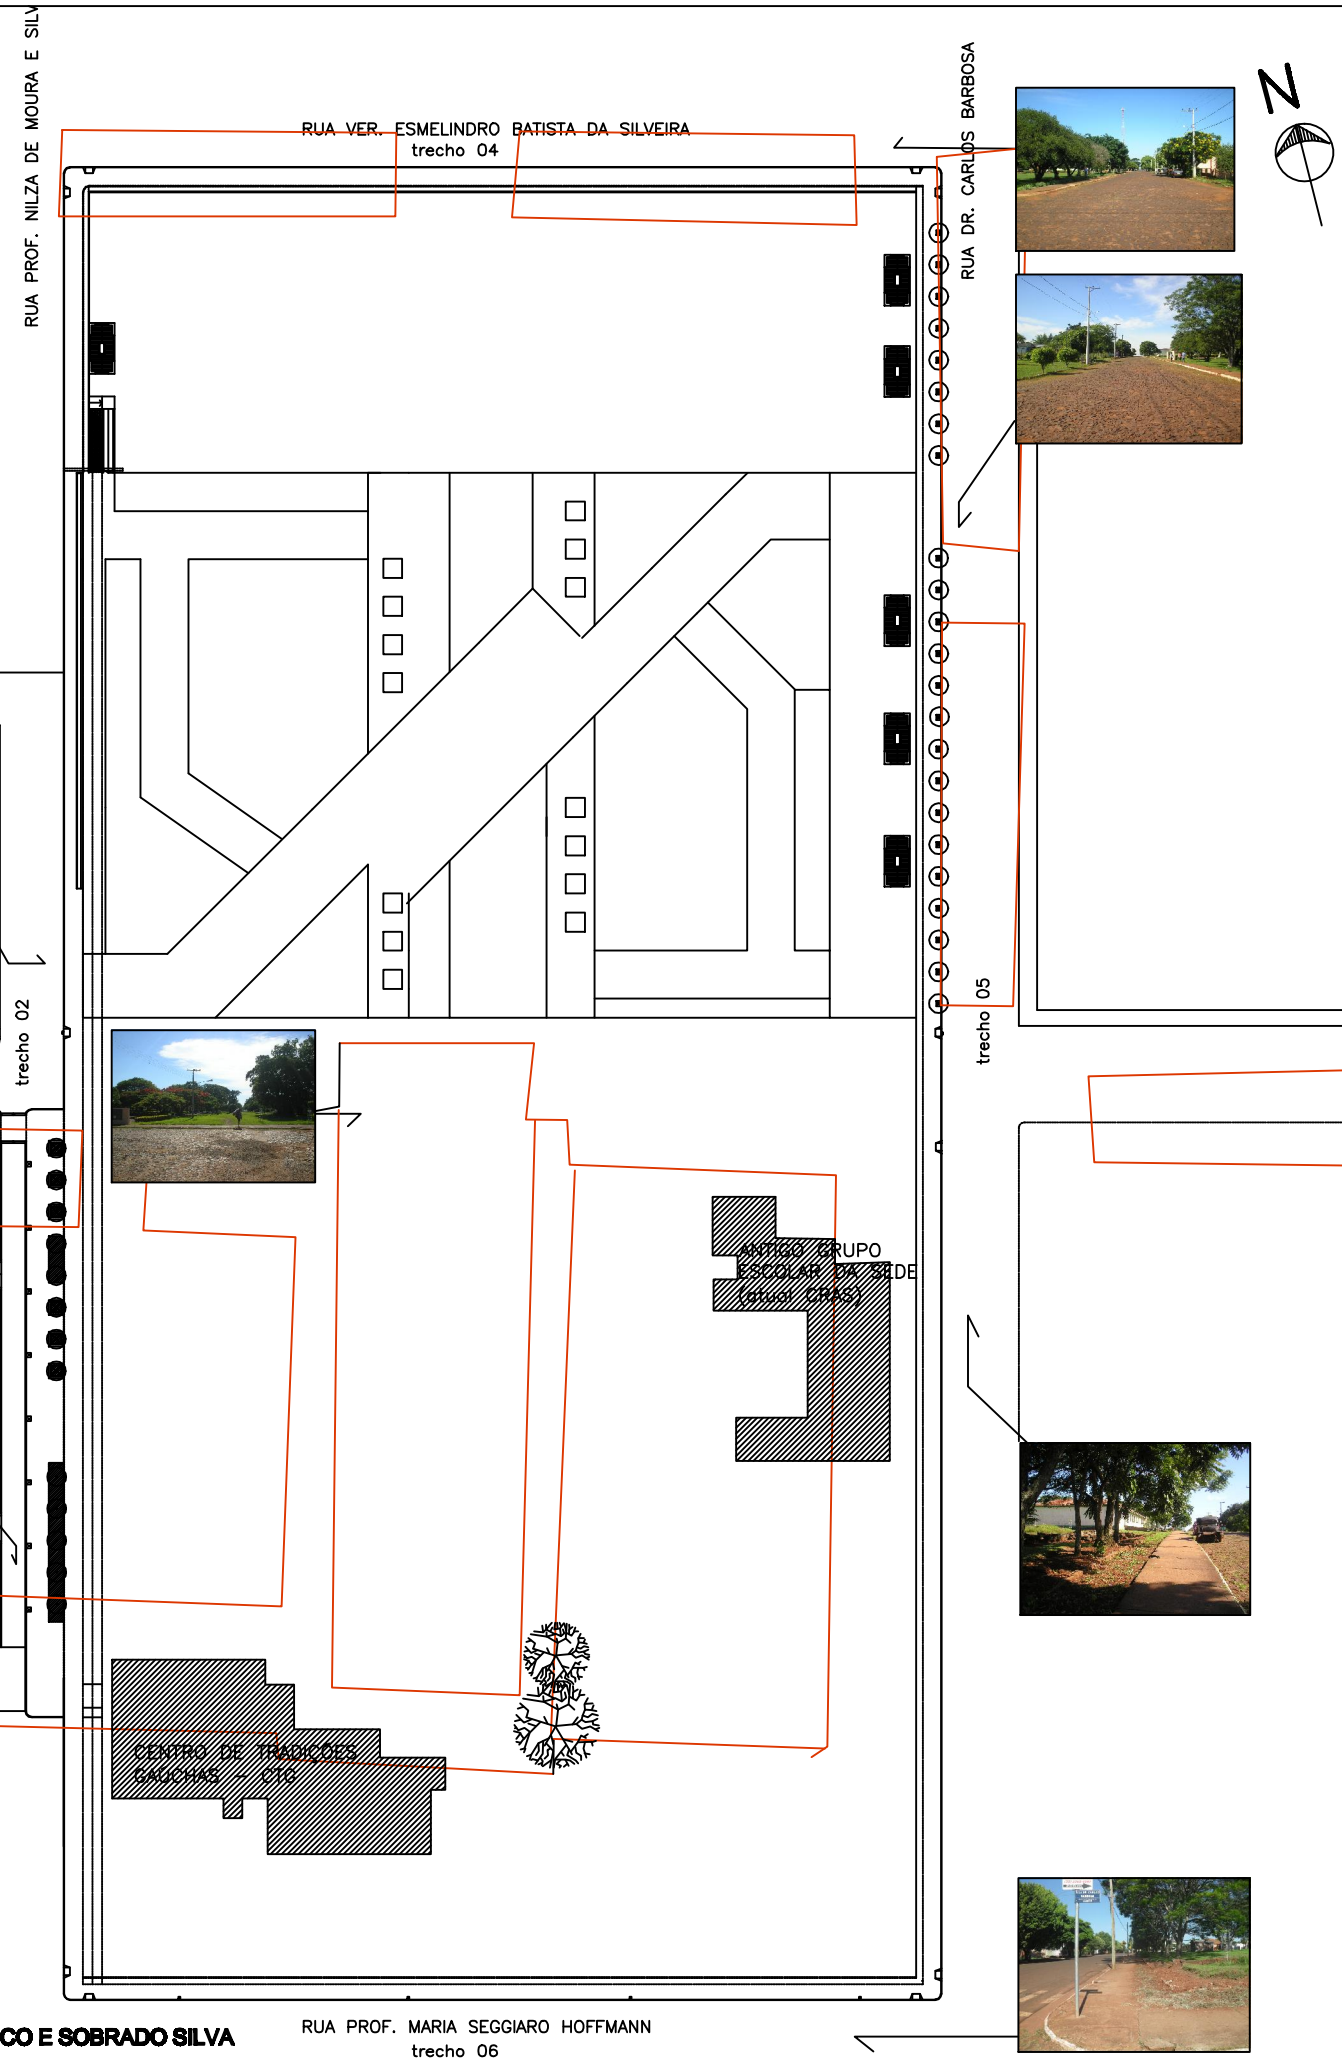 RUA PROF. NILZA DE MOURA E SILV
RUA VER. ESMELINDRO BATISTA DA SILVEIRA
trecho 04
RUA DR. CARLOS BARBOSA
N
trecho 02
trecho 05
ANTIGO GRUPO
ESCOLAR DA SEDE
(atual CRAS)
CENTRO DE TRADIÇÕES
GAÚCHAS - CTG
CO E SOBRADO SILVA
RUA PROF. MARIA SEGGIARO HOFFMANN
trecho 06